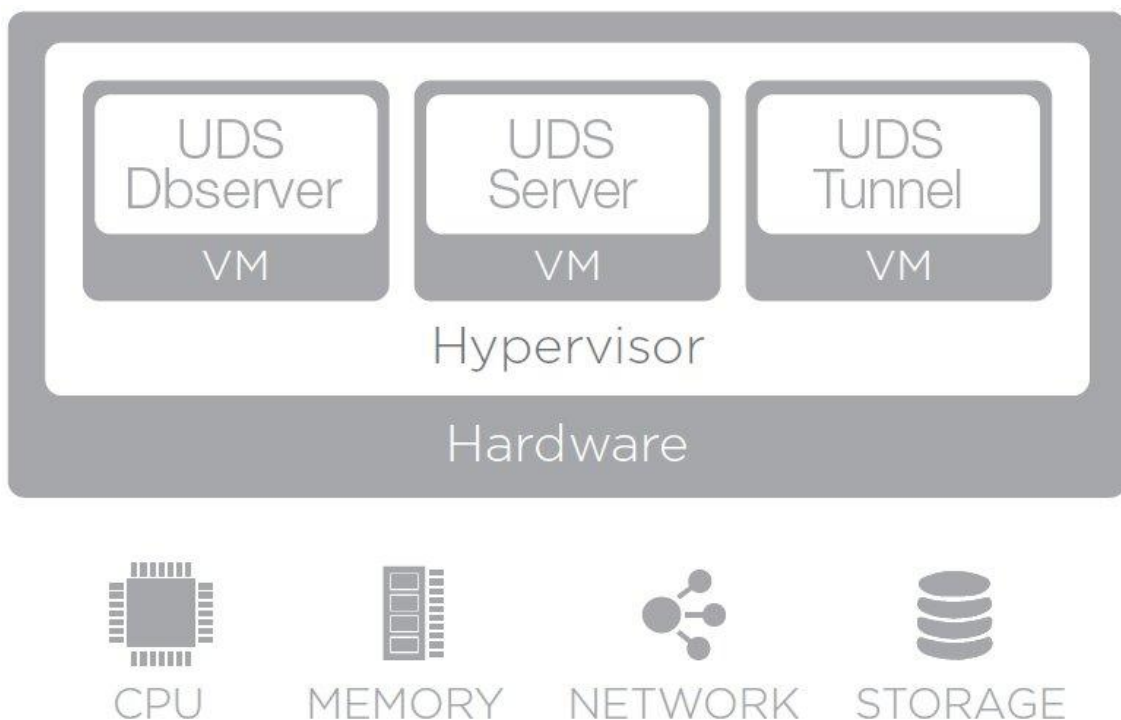 UDS
Dbserver
VM
UDS
Server
VM
UDS
Tunnel
VM
Hypervisor
Hardware
CPU
MEMORY
NETWORK
STORAGE